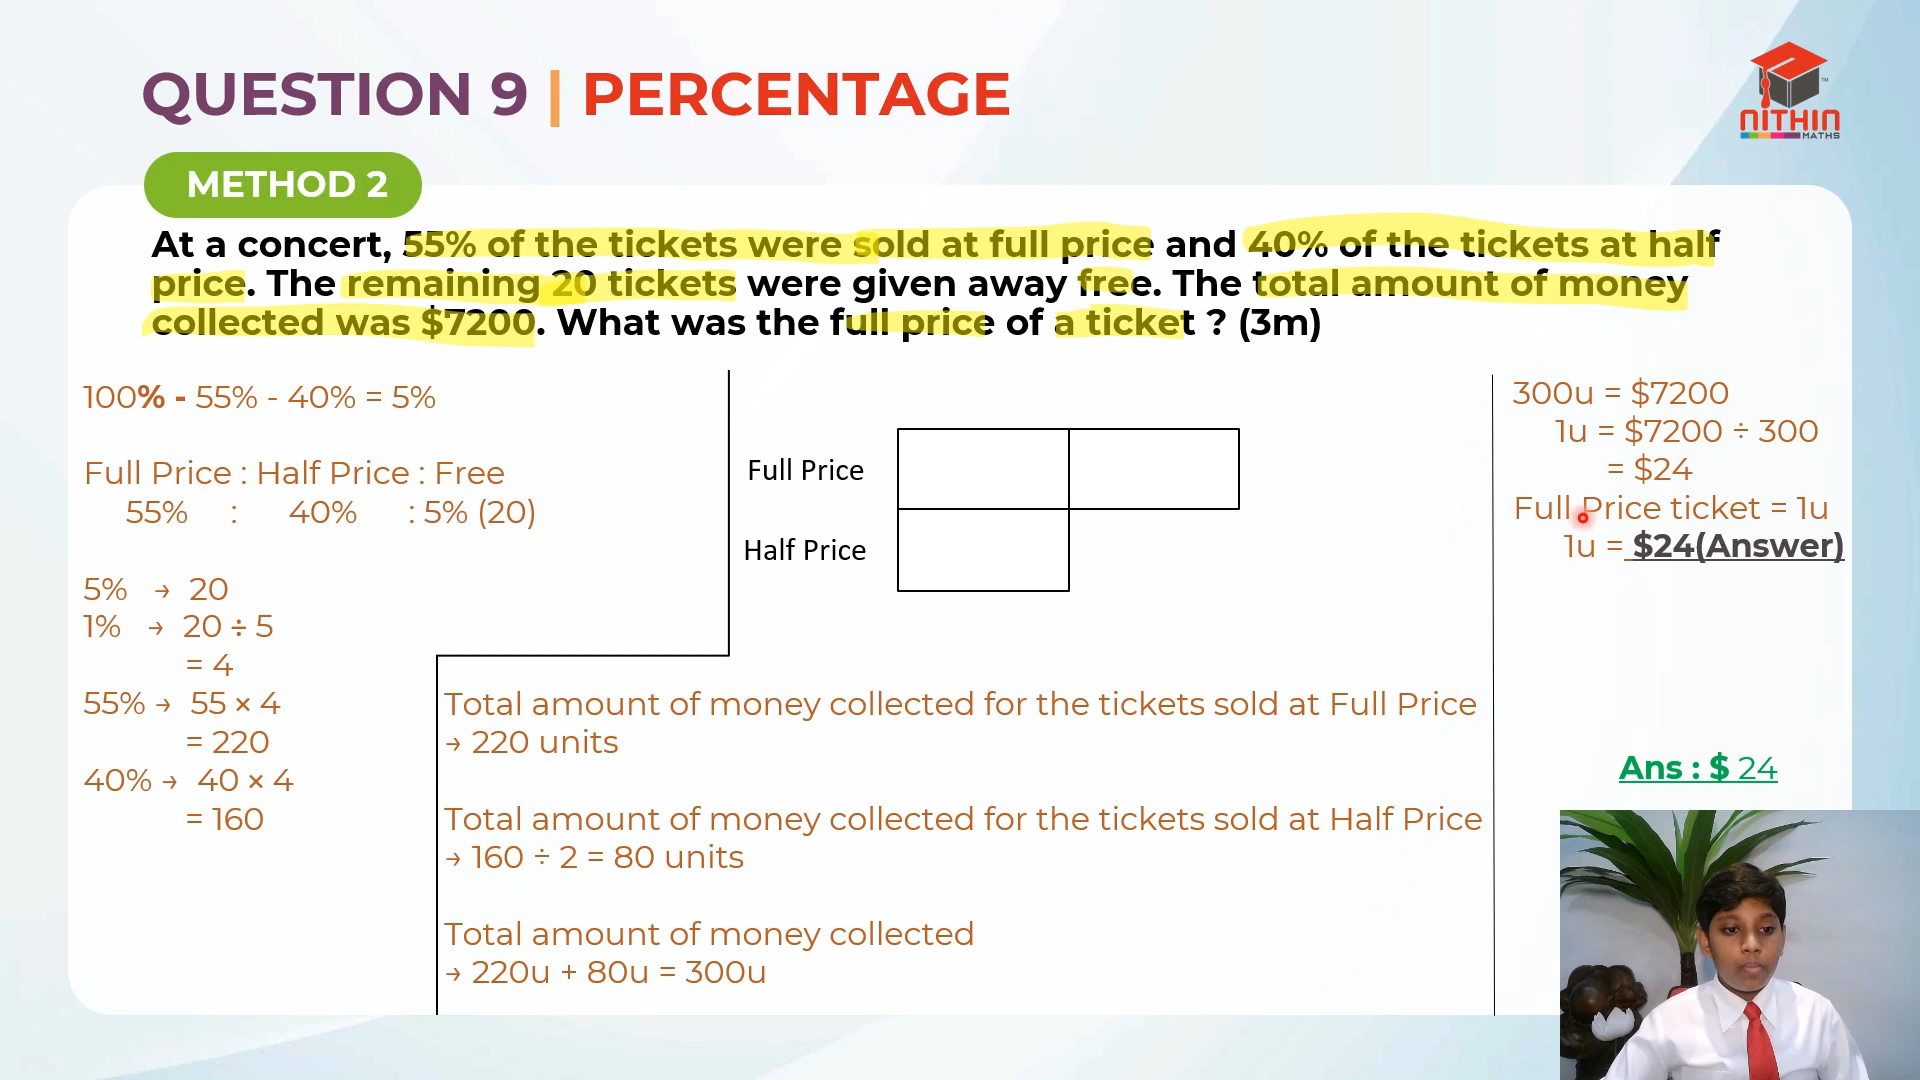 QUESTION 9 | PERCENTAGE
NITHIN
MATHS
TM
METHOD 2
At a concert, 55% of the tickets were sold at full price and 40% of the tickets at half
price. The remaining 20 tickets were given away free. The total amount of money
collected was $7200. What was the full price of a ticket ? (3m)
100% - 55% - 40% = 5%
Full Price : Half Price : Free
55% : 40% : 5% (20)
5% → 20
1% → 20 ÷ 5
= 4
55% → 55 × 4
= 220
40% → 40 × 4
= 160
Full Price
Half Price
Total amount of money collected for the tickets sold at Full Price
→ 220 units
Total amount of money collected for the tickets sold at Half Price
→ 160 ÷ 2 = 80 units
Total amount of money collected
→ 220u + 80u = 300u
300u = $7200
1u = $7200 ÷ 300
= $24
Full Price ticket = 1u
1u = $24(Answer)
Ans : $ 24